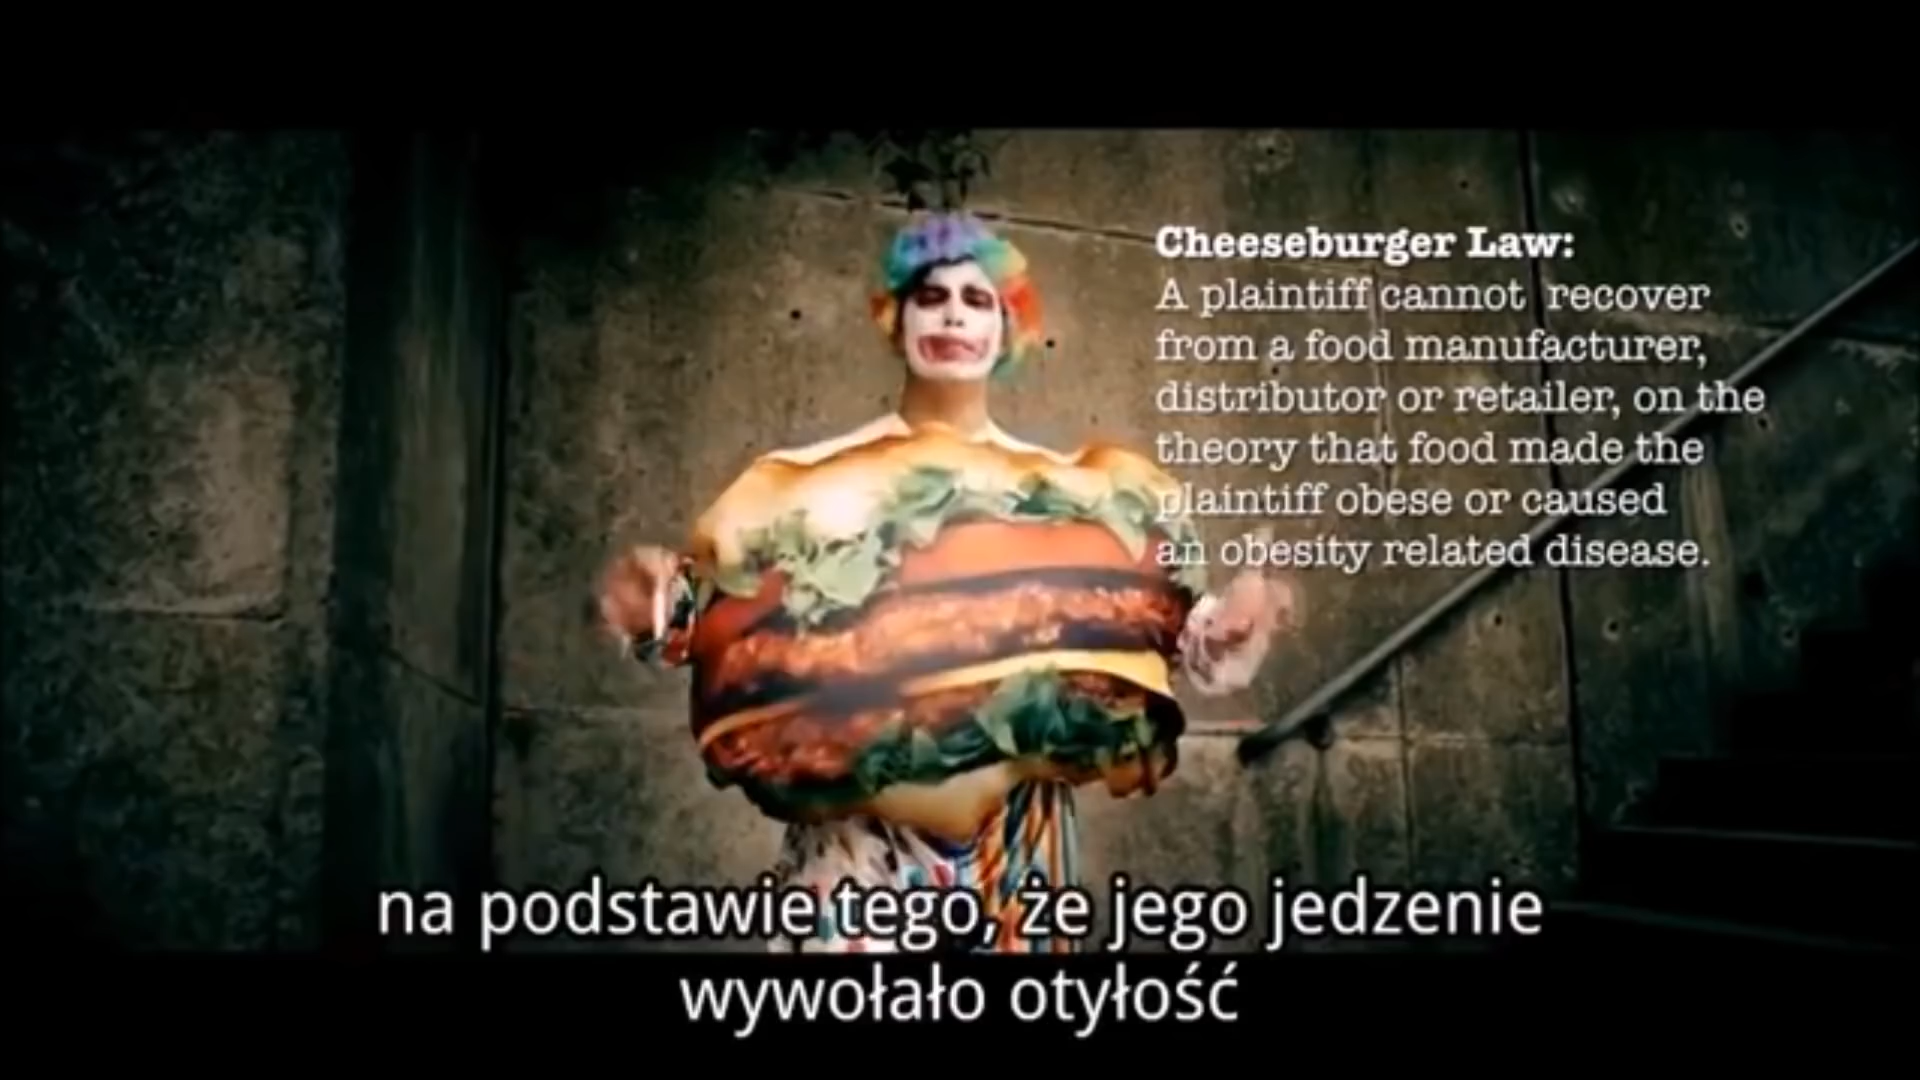 Cheeseburger Law:
A plaintiff cannot recover
from a food manufacturer,
distributor or retailer, on the
theory that food made the
plaintiff obese or caused
an obesity related disease.
na podstawie tego, że jego jedzenie
wywołało otyłość